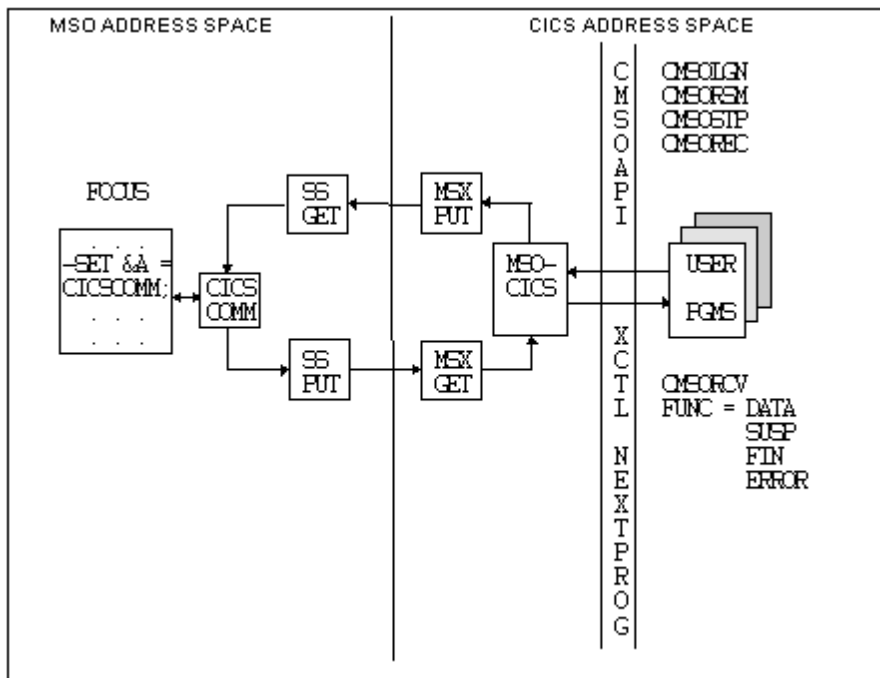 MSO ADDRESS SPACE
CICS ADDRESS SPACE
FOCUS
. . .
-SET &A =
CICSCOMM;
. . .
. . .
CICS
COMM
SS
GET
SS
PUT
MSX
PUT
MSX
GET
MSO-
CICS
C
M
S
O
A
P
I
X
C
T
L
N
E
X
T
P
R
O
G
CMSOLGN
CMSORSM
CMSOSTP
CMSOREC
USER
PGMS
CMSORCV
FUNC = DATA
SUSP
FIN
ERROR